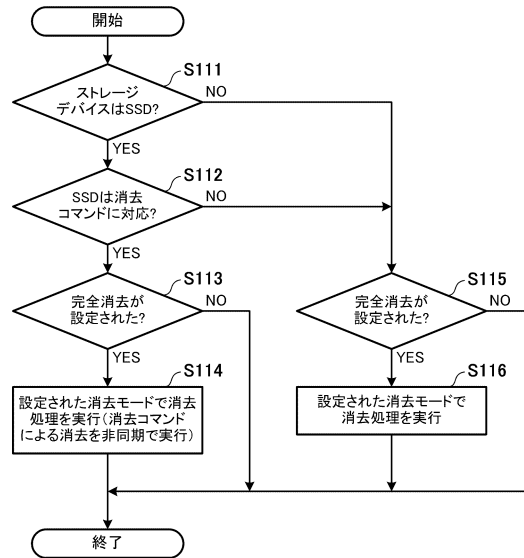 開始
S111
ストレージ
デバイスはSSD?
NO
YES
S112
SSDは消去
コマンドに対応?
NO
YES
S113
完全消去が
設定された?
NO
YES
S115
完全消去が
設定された?
NO
YES
S114
設定された消去モードで消去
処理を実行(消去コマンド
による消去を非同期で実行)
S116
設定された消去モードで
消去処理を実行
終了